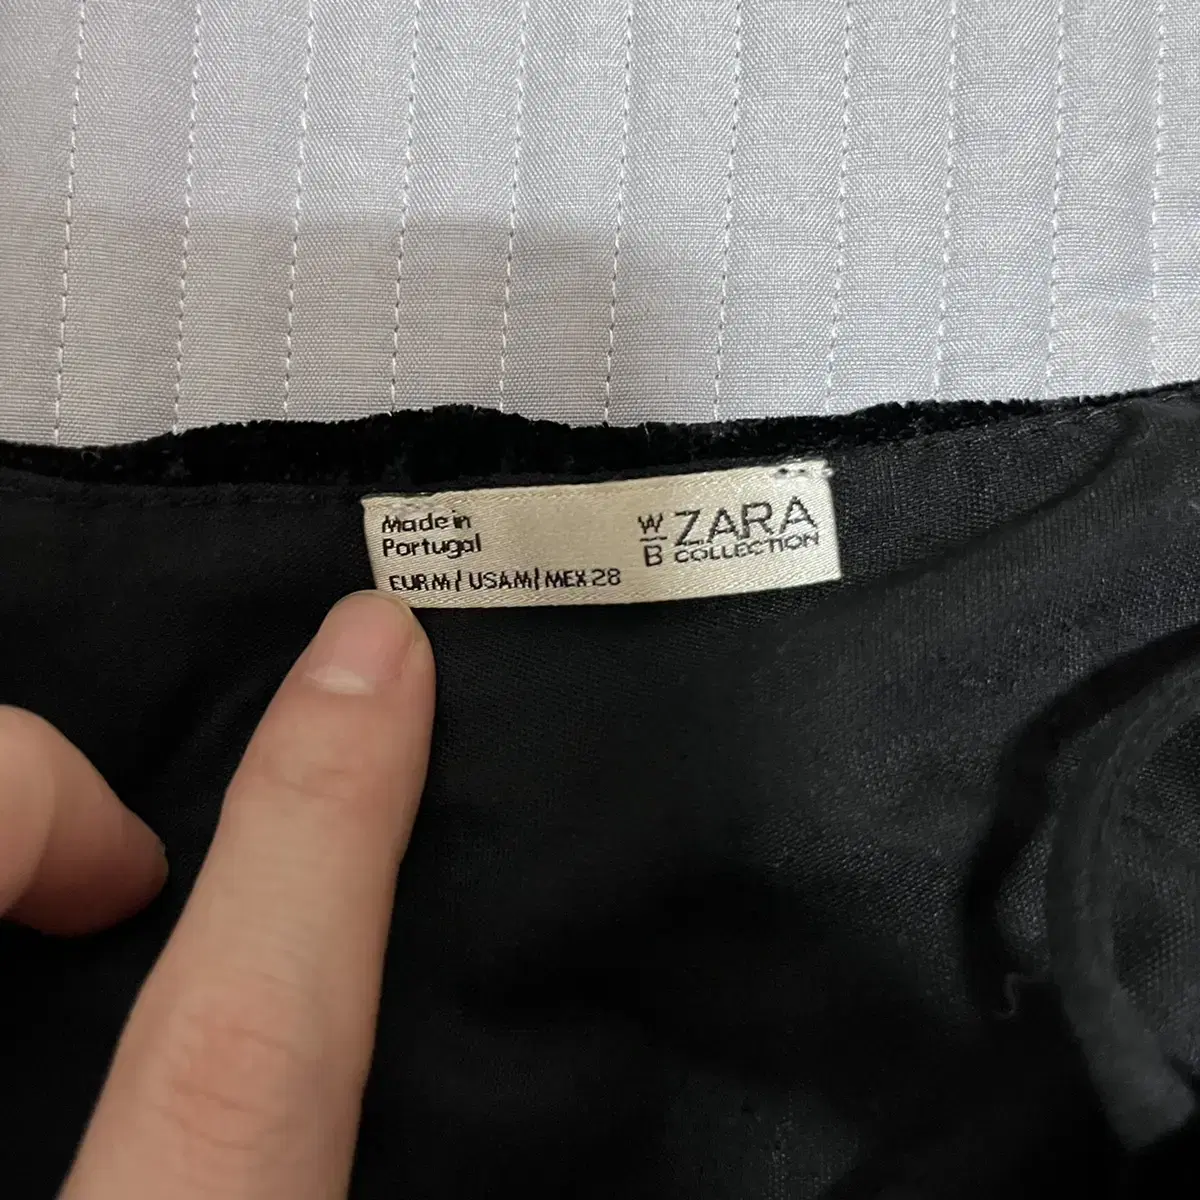 Made in
Portugal
EUR M / USA M / MEX 28
W
B
ZARA
COLLECTION